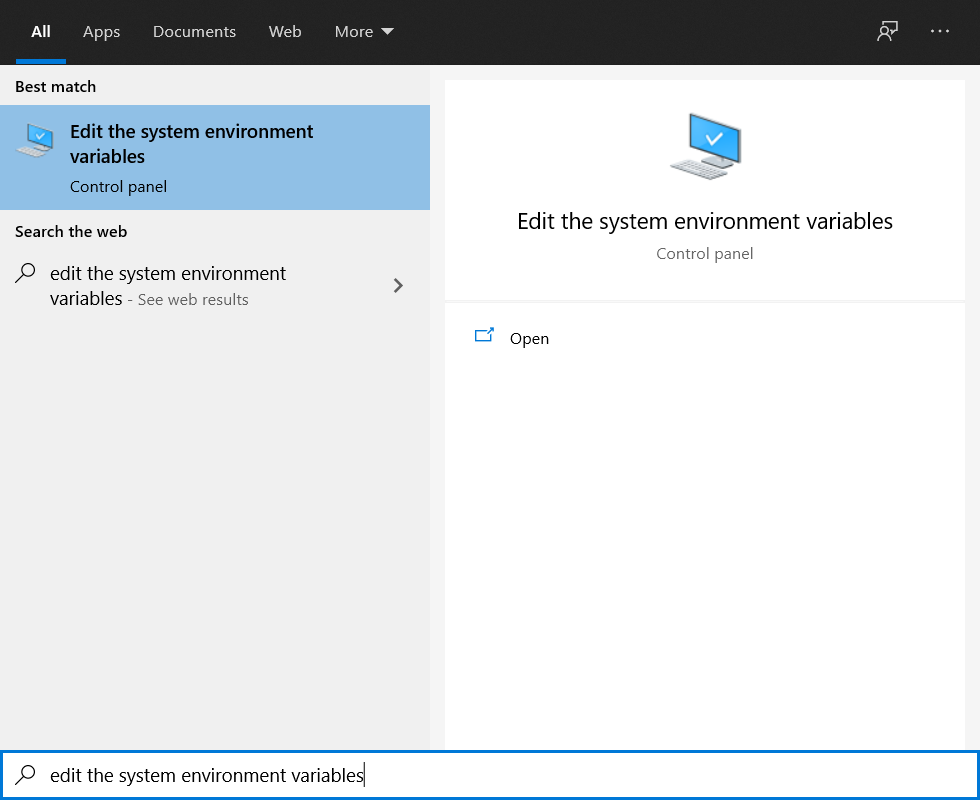 All Apps Documents Web More
Best match
Edit the system environment
variables
Control panel
Search the web
edit the system environment
variables - See web results
Edit the system environment variables
Control panel
Open
edit the system environment variables